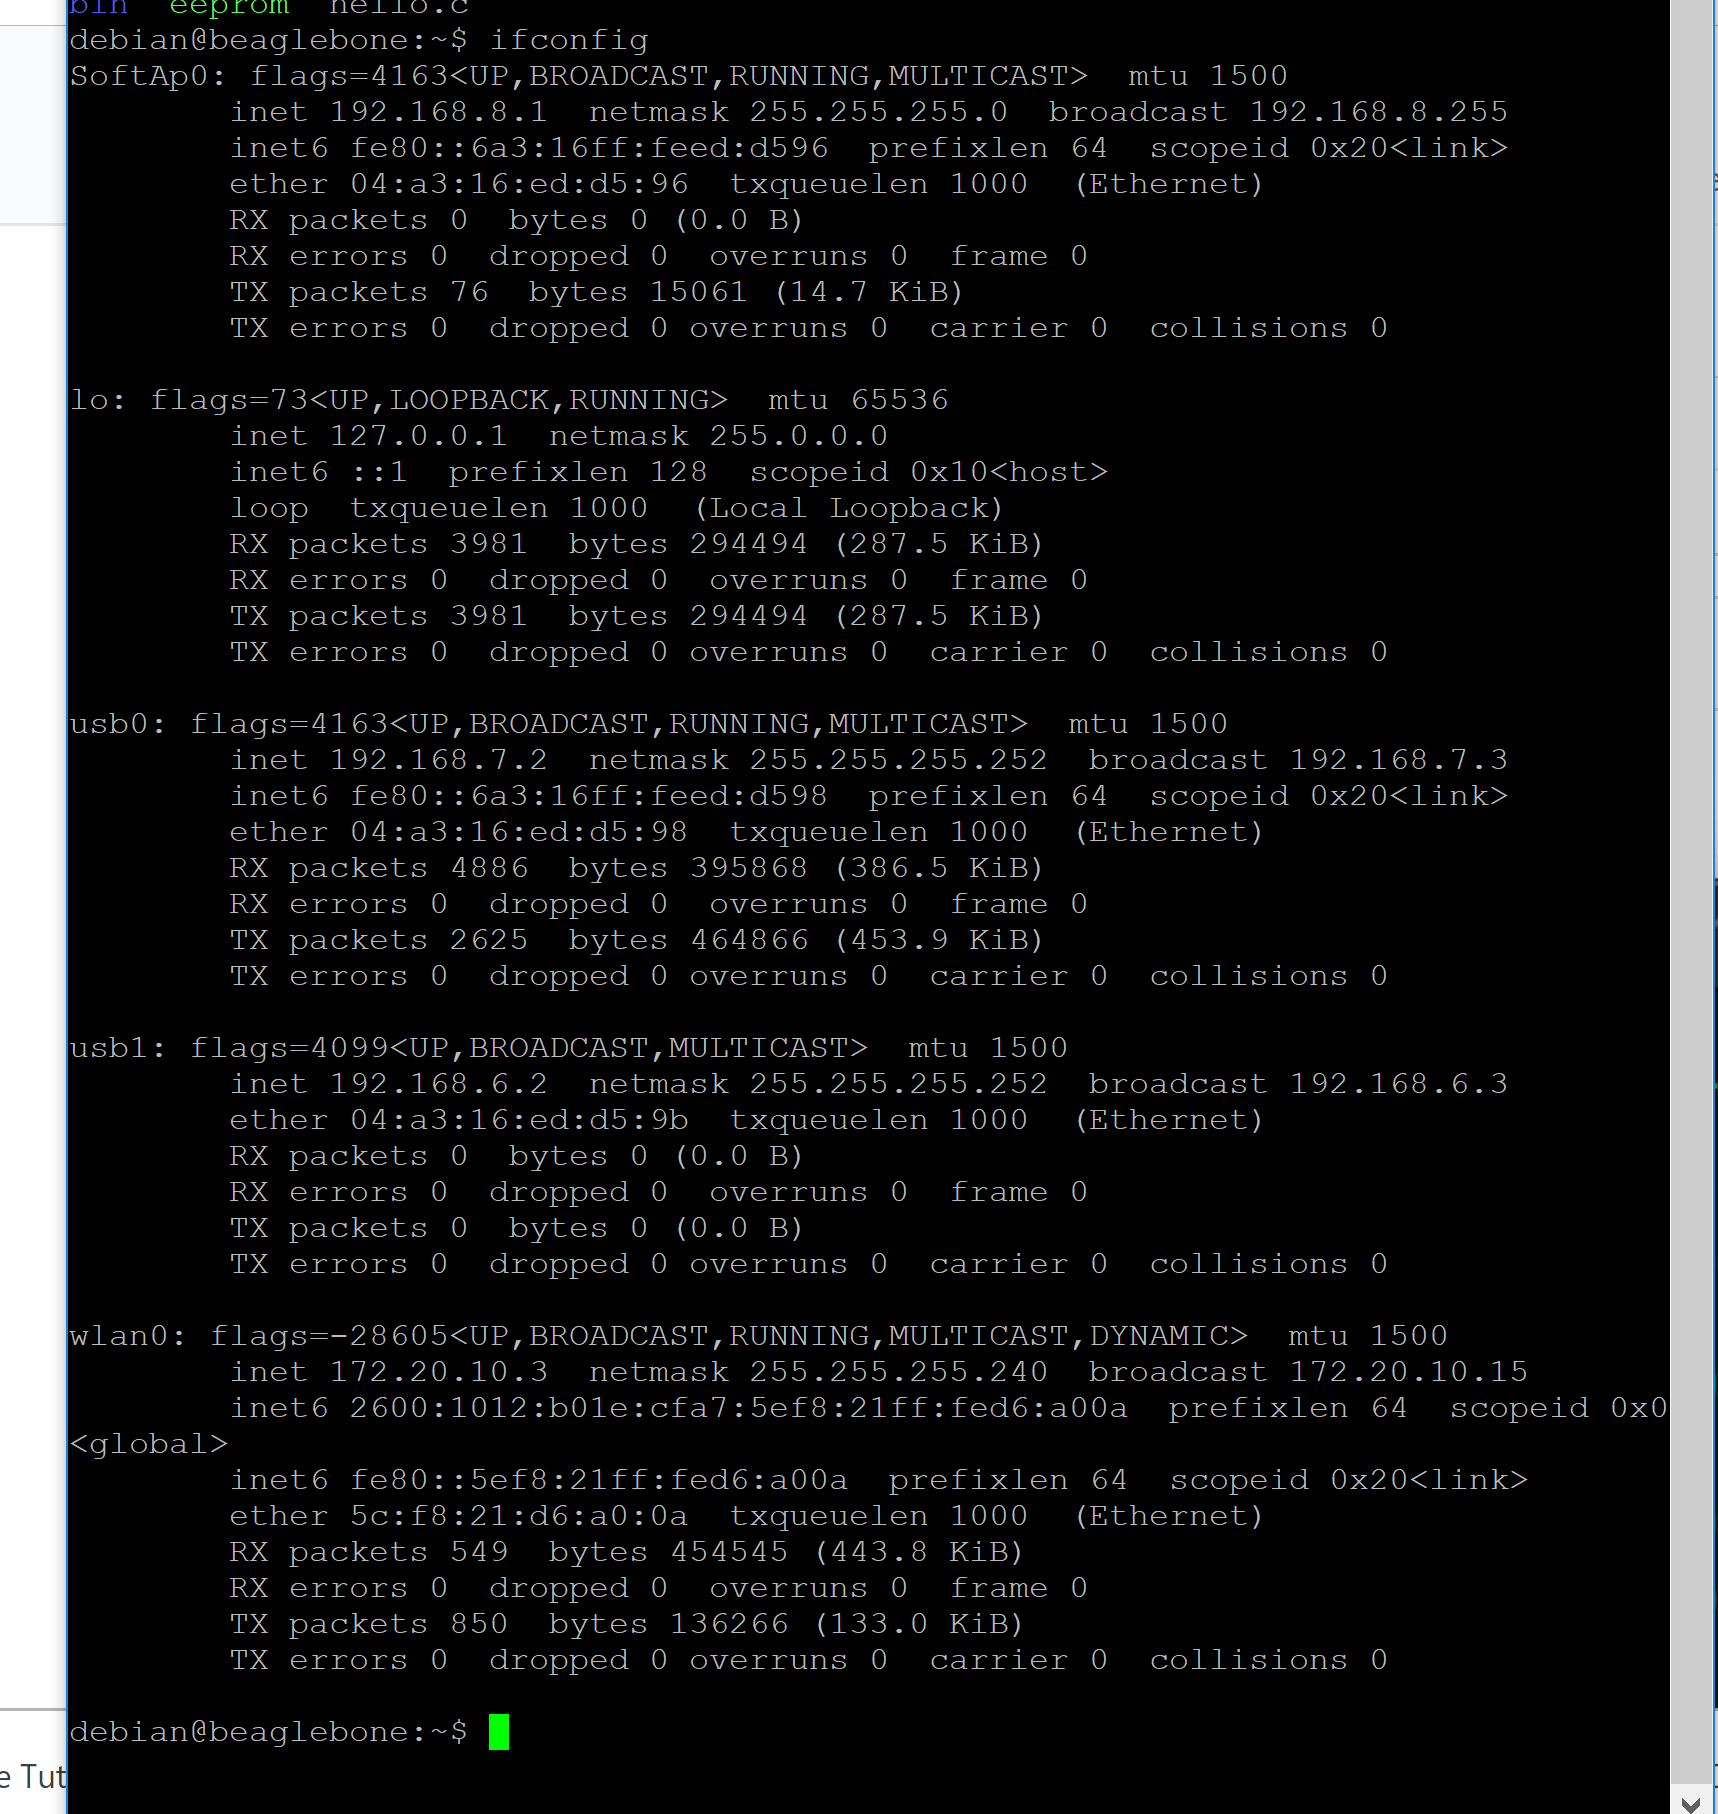 bin  eeprom  hello.c
debian@beaglebone:~$ ifconfig
SoftAp0: flags=4163<UP,BROADCAST,RUNNING,MULTICAST>  mtu 1500
        inet 192.168.8.1  netmask 255.255.255.0  broadcast 192.168.8.255
        inet6 fe80::6a3:16ff:feed:d596  prefixlen 64  scopeid 0x20<link>
        ether 04:a3:16:ed:d5:96  txqueuelen 1000  (Ethernet)
        RX packets 0  bytes 0 (0.0 B)
        RX errors 0  dropped 0  overruns 0  frame 0
        TX packets 76  bytes 15061 (14.7 KiB)
        TX errors 0  dropped 0 overruns 0  carrier 0  collisions 0

lo: flags=73<UP,LOOPBACK,RUNNING>  mtu 65536
        inet 127.0.0.1  netmask 255.0.0.0
        inet6 ::1  prefixlen 128  scopeid 0x10<host>
        loop  txqueuelen 1000  (Local Loopback)
        RX packets 3981  bytes 294494 (287.5 KiB)
        RX errors 0  dropped 0  overruns 0  frame 0
        TX packets 3981  bytes 294494 (287.5 KiB)
        TX errors 0  dropped 0 overruns 0  carrier 0  collisions 0

usb0: flags=4163<UP,BROADCAST,RUNNING,MULTICAST>  mtu 1500
        inet 192.168.7.2  netmask 255.255.255.252  broadcast 192.168.7.3
        inet6 fe80::6a3:16ff:feed:d598  prefixlen 64  scopeid 0x20<link>
        ether 04:a3:16:ed:d5:98  txqueuelen 1000  (Ethernet)
        RX packets 4886  bytes 395868 (386.5 KiB)
        RX errors 0  dropped 0  overruns 0  frame 0
        TX packets 2625  bytes 464866 (453.9 KiB)
        TX errors 0  dropped 0 overruns 0  carrier 0  collisions 0

usb1: flags=4099<UP,BROADCAST,MULTICAST>  mtu 1500
        inet 192.168.6.2  netmask 255.255.255.252  broadcast 192.168.6.3
        ether 04:a3:16:ed:d5:9b  txqueuelen 1000  (Ethernet)
        RX packets 0  bytes 0 (0.0 B)
        RX errors 0  dropped 0  overruns 0  frame 0
        TX packets 0  bytes 0 (0.0 B)
        TX errors 0  dropped 0 overruns 0  carrier 0  collisions 0

wlan0: flags=-28605<UP,BROADCAST,RUNNING,MULTICAST,DYNAMIC>  mtu 1500
        inet 172.20.10.3  netmask 255.255.255.240  broadcast 172.20.10.15
        inet6 2600:1012:b01e:cfa7:5ef8:21ff:fed6:a00a  prefixlen 64  scopeid 0x0
<global>
        inet6 fe80::5ef8:21ff:fed6:a00a  prefixlen 64  scopeid 0x20<link>
        ether 5c:f8:21:d6:a0:0a  txqueuelen 1000  (Ethernet)
        RX packets 549  bytes 454545 (443.8 KiB)
        RX errors 0  dropped 0  overruns 0  frame 0
        TX packets 850  bytes 136266 (133.0 KiB)
        TX errors 0  dropped 0 overruns 0  carrier 0  collisions 0

debian@beaglebone:~$
e Tut